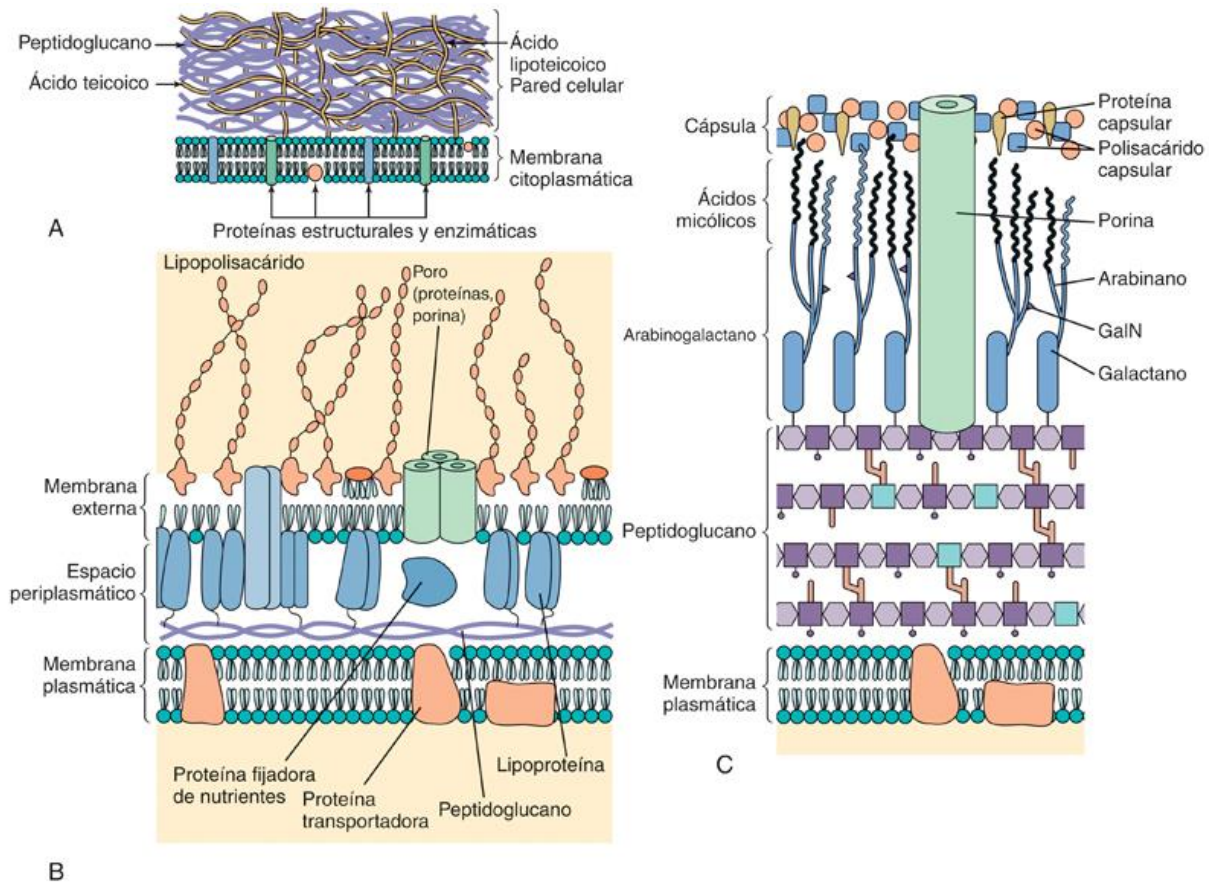 Peptidoglucano
Ácido teicoico
Ácido
lipoteicoico
Pared celular
Membrana
citoplasmática
A
Proteínas estructurales y enzimáticas
Lipopolisacárido
Poro
(proteínas,
porina)
Membrana
externa
Espacio
periplasmático
Membrana
plasmática
Proteína fijadora
de nutrientes
Proteína
transportadora
Peptidoglucano
Lipoproteína
B
Cápsula
Proteína
capsular
Polisacárido
capsular
Ácidos
micólicos
Porina
Arabinano
Arabinogalactano
GalN
Galactano
Peptidoglucano
Membrana
plasmática
C